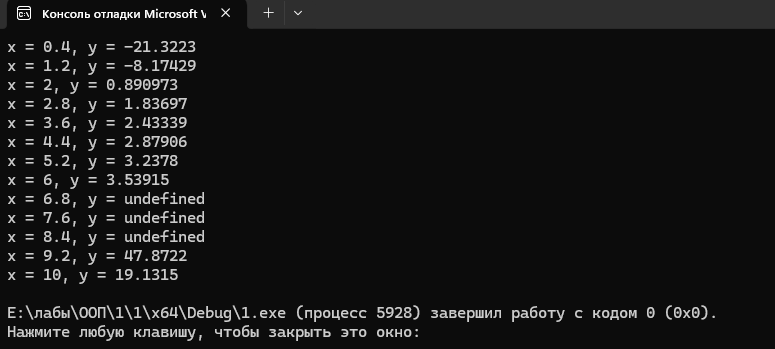 Консоль отладки Microsoft V
x = 0.4, y = -21.3223
x = 1.2, y = -8.17429
x = 2, y = 0.890973
x = 2.8, y = 1.83697
x = 3.6, y = 2.43339
x = 4.4, y = 2.87906
x = 5.2, y = 3.2378
x = 6, y = 3.53915
x = 6.8, y = undefined
x = 7.6, y = undefined
x = 8.4, y = undefined
x = 9.2, y = 47.8722
x = 10, y = 19.1315
E:\лабы\ООП\1\1\x64\Debug\1.exe (процесс 5928) завершил работу с кодом 0 (0x0).
Нажмите любую клавишу, чтобы закрыть это окно: